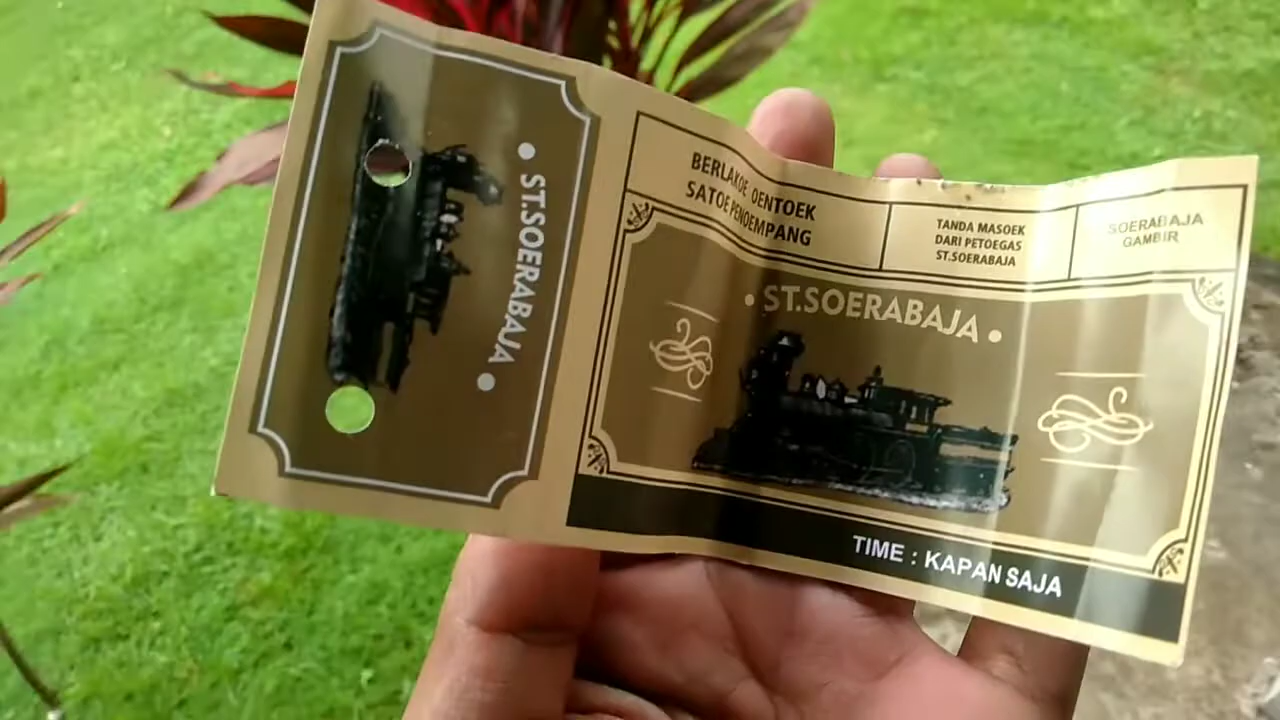 • ST.SOERABAJA •
BERLAKOE OENTOEK
SATOE PENOEMPANG
TANDA MASOEK
DARI PETOEGAS
ST.SOERABAJA
SOERABAJA
GAMBIR
• ST.SOERABAJA •
TIME : KAPAN SAJA